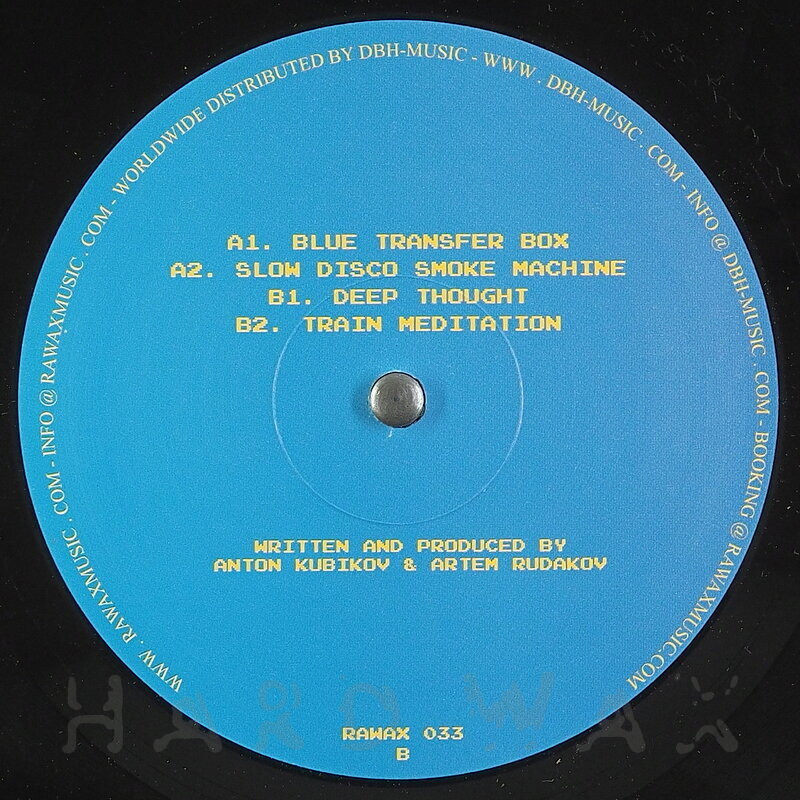 WWW . RAWAXMUSIC . COM - INFO @ RAWAXMUSIC . COM - WORLDWIDE DISTRIBUTED BY DBH-MUSIC - WWW . DBH-MUSIC . COM - INFO @ DBH-MUSIC . COM - BOOKING @ RAWAXMUSIC.COM
A1. BLUE TRANSFER BOX
A2. SLOW DISCO SMOKE MACHINE
B1. DEEP THOUGHT
B2. TRAIN MEDITATION
WRITTEN AND PRODUCED BY
ANTON KUBIKOV & ARTEM RUDAKOV
HARD WAX
RAWAX 033
B